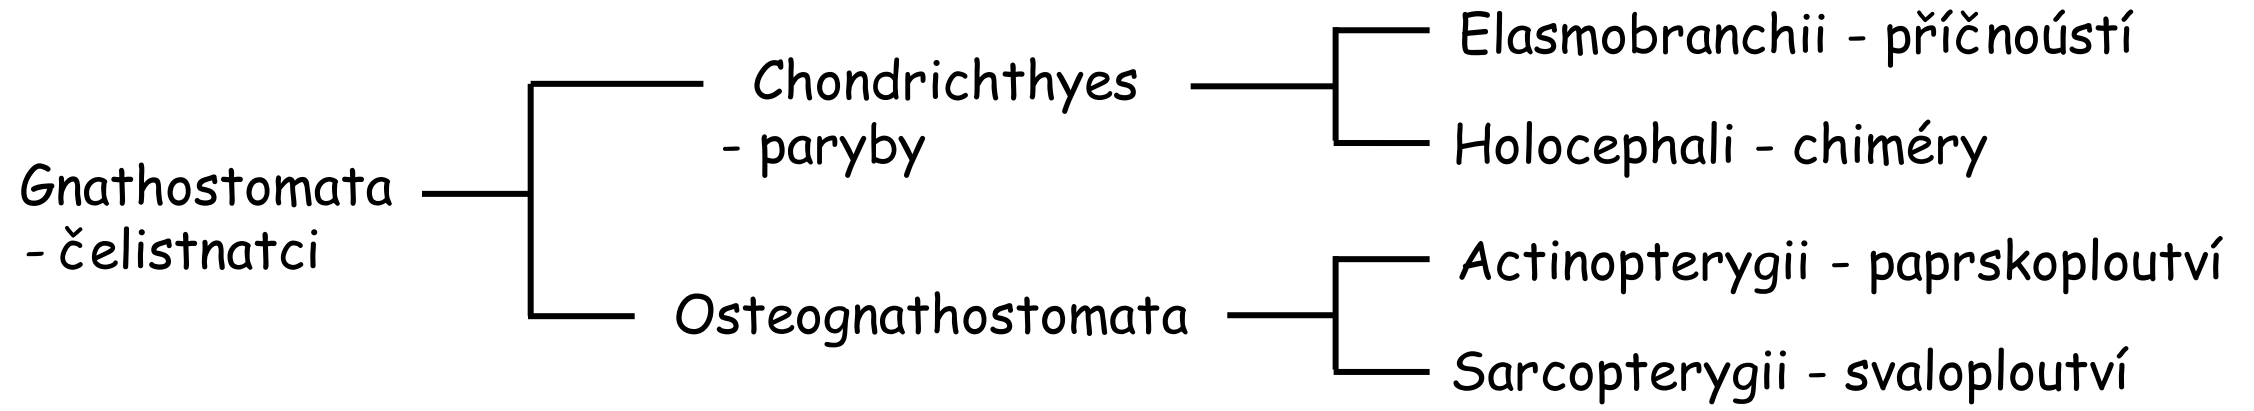 Gnathostomata
- čelistnatci
Chondrichthyes
- paryby
Osteognathostomata
Elasmobranchii - příčnoústí
Holocephali - chiméry
Actinopterygii - paprskoploutví
Sarcopterygii - svaloploutví